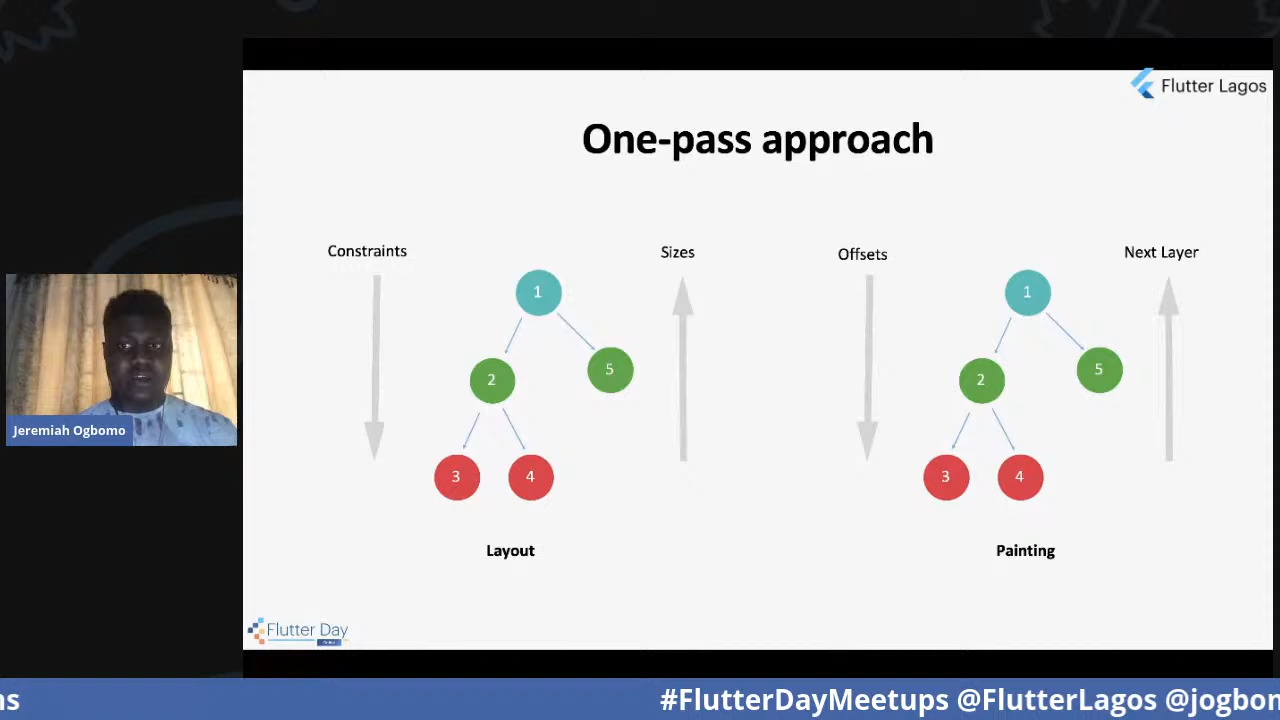 Flutter Lagos
One-pass approach
Constraints
Sizes
Offsets
Next Layer
1
2
5
3
4
Layout
1
2
5
3
4
Painting
Jeremiah Ogbomo
Flutter Day
ns
#FlutterDayMeetups @FlutterLagos @jogbom